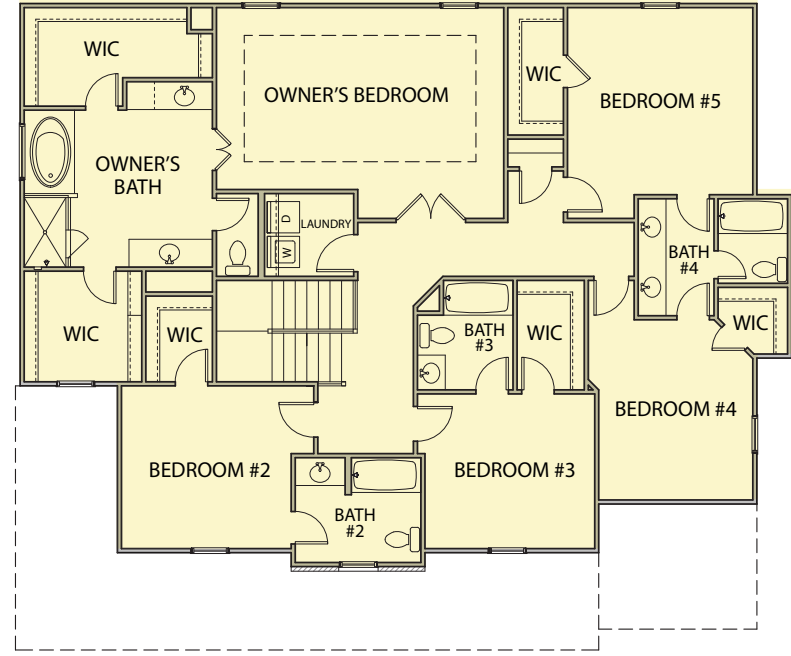 WIC
OWNER'S BEDROOM
WIC
BEDROOM #5
OWNER'S
BATH
D
LAUNDRY
W
BATH
#4
WIC
WIC
BATH
#3
WIC
WIC
BEDROOM #4
BEDROOM #2
BEDROOM #3
BATH
#2